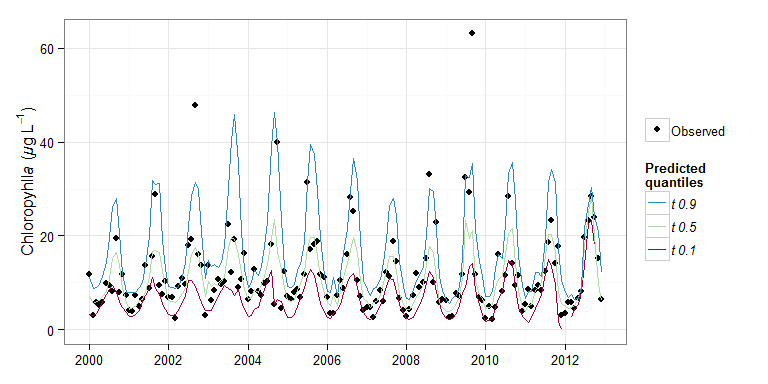 Chlorophylla (µg L⁻¹)
60
40
20
0
2000 2002 2004 2006 2008 2010 2012
Observed
Predicted
quantiles
t 0.9
t 0.5
t 0.1